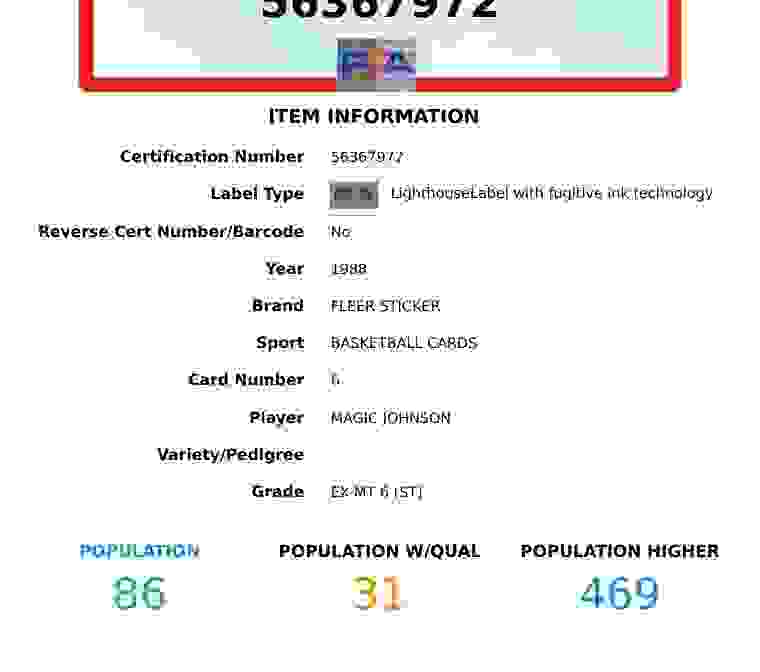 56367972
PSA
ITEM INFORMATION
Certification Number 56367972
Label Type LighthouseLabel with fugitive ink technology
Reverse Cert Number/Barcode No
Year 1988
Brand FLEER STICKER
Sport BASKETBALL CARDS
Card Number 6
Player MAGIC JOHNSON
Variety/Pedigree
Grade EX-MT 6 (ST)
POPULATION POPULATION W/QUAL POPULATION HIGHER
86 31 469